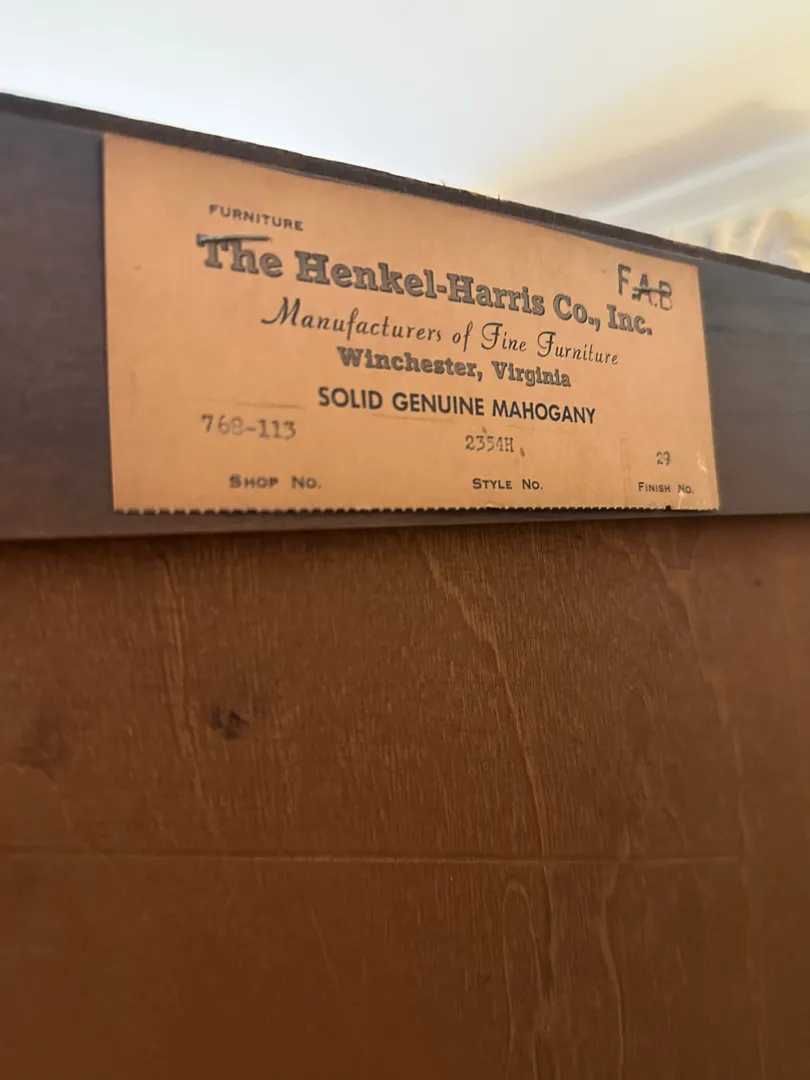 FURNITURE
The Henkel-Harris Co., Inc.
F.A.B
Manufacturers of Fine Furniture
Winchester, Virginia
SOLID GENUINE MAHOGANY
768-113 2354H 29
SHOP NO. STYLE NO. FINISH NO.